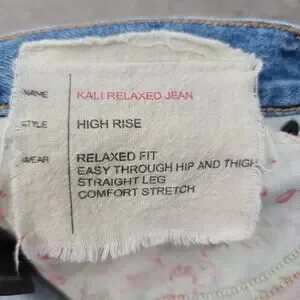 NAME KALI RELAXED JEAN
STYLE HIGH RISE
WEAR RELAXED FIT
EASY THROUGH HIP AND THIGH
STRAIGHT LEG
COMFORT STRETCH